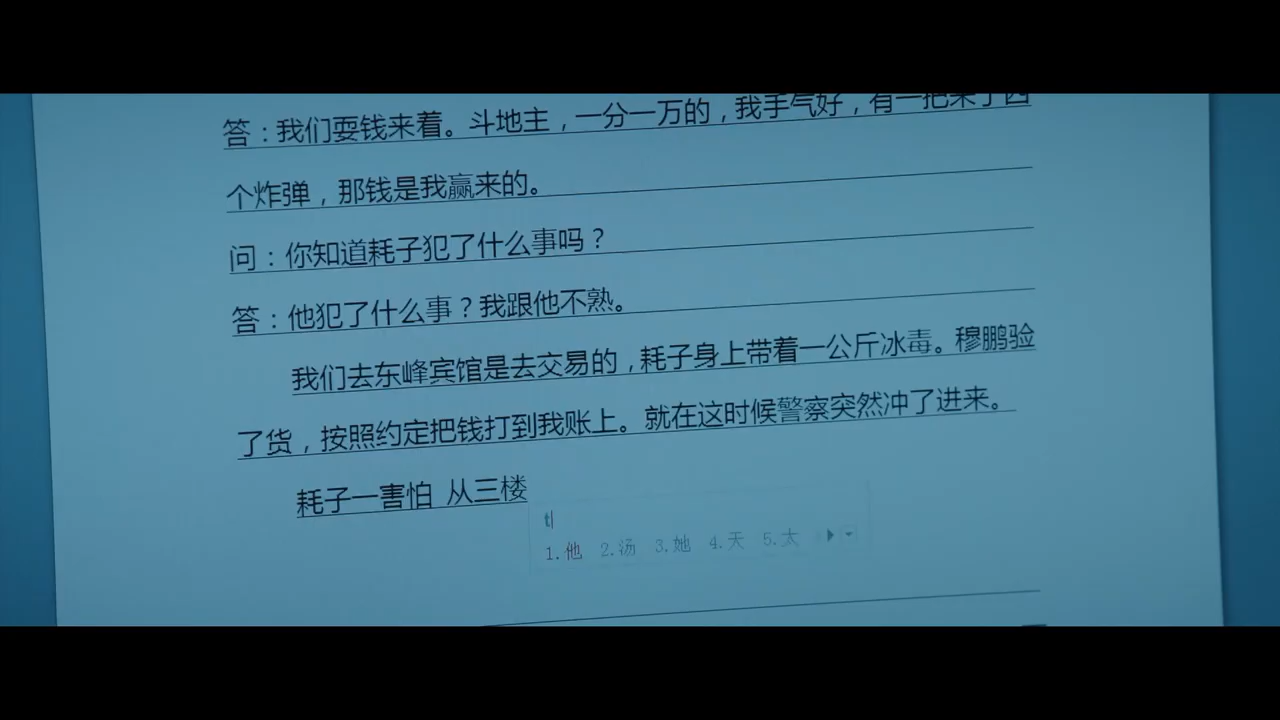 答：我们耍钱来着。斗地主，一分一万的，我手气好，有一把来了四
个炸弹，那钱是我赢来的。
问：你知道耗子犯了什么事吗？
答：他犯了什么事？我跟他不熟。
我们去东峰宾馆是去交易的，耗子身上带着一公斤冰毒。穆鹏验
了货，按照约定把钱打到我账上。就在这时候警察突然冲了进来。
耗子一害怕 从三楼
t
1.他 2.汤 3.她 4.天 5.太